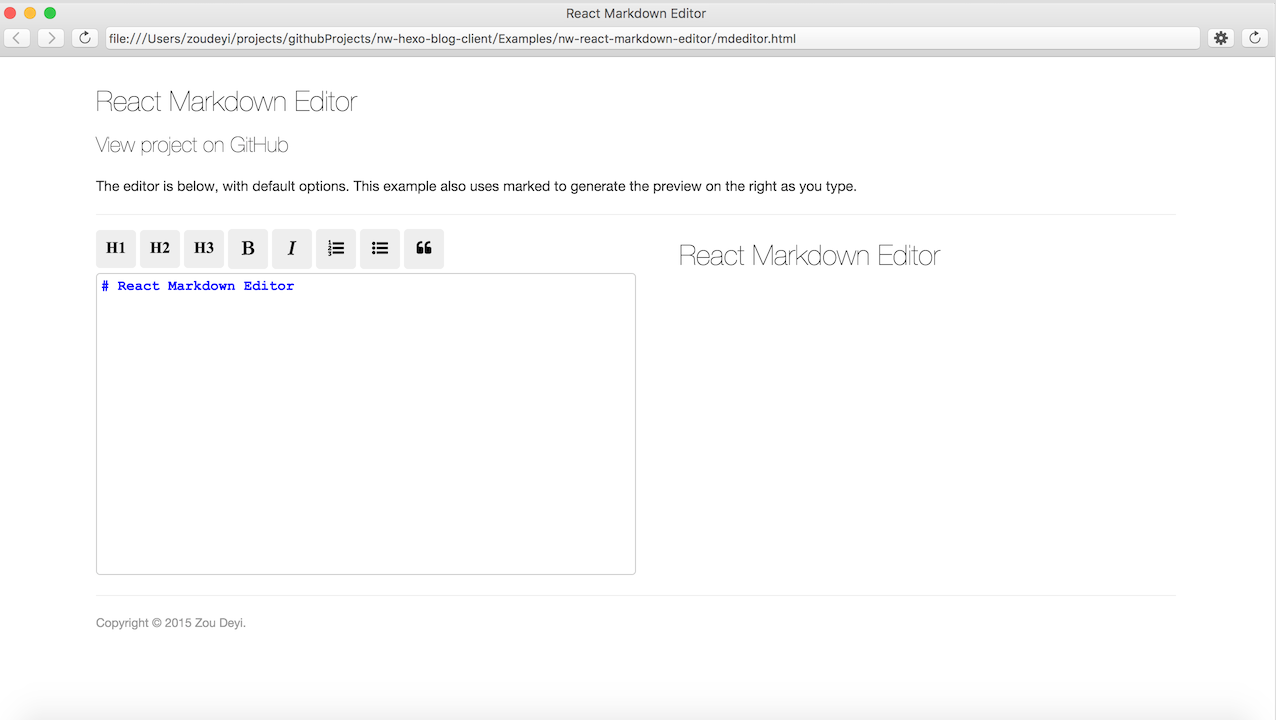 React Markdown Editor
file:///Users/zoudeyi/projects/githubProjects/nw-hexo-blog-client/Examples/nw-react-markdown-editor/mdeditor.html
React Markdown Editor
View project on GitHub
The editor is below, with default options. This example also uses marked to generate the preview on the right as you type.
H1 H2 H3 B I
# React Markdown Editor
React Markdown Editor
Copyright © 2015 Zou Deyi.